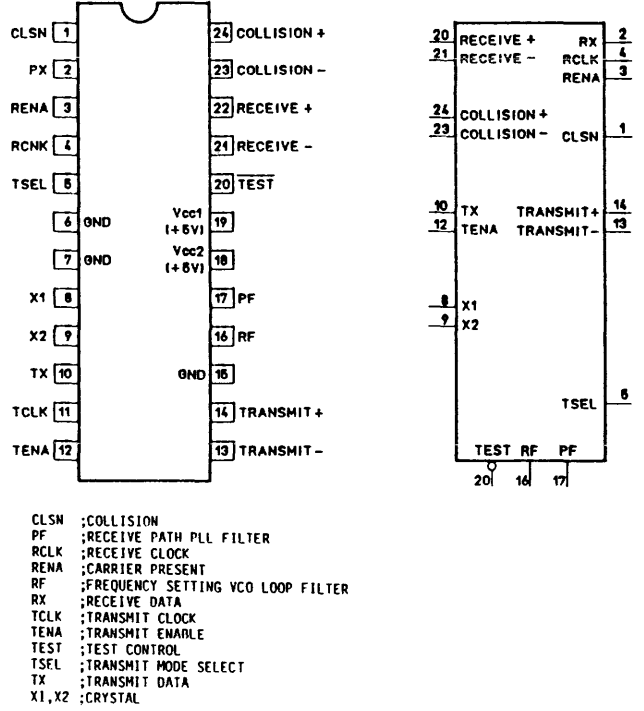 CLSN 1 24 COLLISION +
PX 2 23 COLLISION -
RENA 3 22 RECEIVE +
RCNK 4 21 RECEIVE -
TSEL 5 20 TEST
6 GND Vcc1 (+5V) 19
7 GND Vcc2 (+5V) 18
X1 8 17 PF
X2 9 16 RF
TX 10 GND 15
TCLK 11 14 TRANSMIT +
TENA 12 13 TRANSMIT -
20 RECEIVE + RX 2
21 RECEIVE - RCLK 4
RENA 3
24 COLLISION +
23 COLLISION - CLSN 1
10 TX TRANSMIT + 14
12 TENA TRANSMIT - 13
8 X1
9 X2
TSEL 5
TEST RF PF
20 16 17
CLSN ;COLLISION
PF ;RECEIVE PATH PLL FILTER
RCLK ;RECEIVE CLOCK
RENA ;CARRIER PRESENT
RF ;FREQUENCY SETTING VCO LOOP FILTER
RX ;RECEIVE DATA
TCLK ;TRANSMIT CLOCK
TENA ;TRANSMIT ENABLE
TEST ;TEST CONTROL
TSEL ;TRANSMIT MODE SELECT
TX ;TRANSMIT DATA
X1,X2 ;CRYSTAL